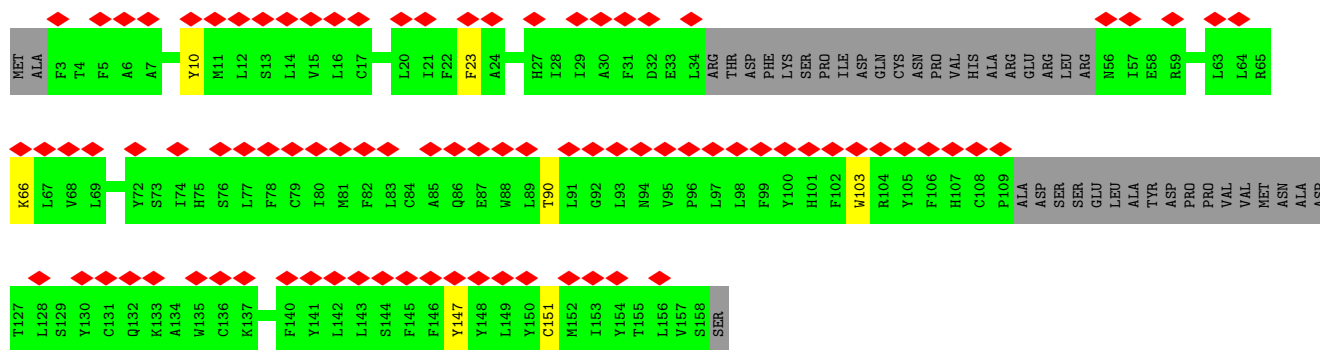 MET ALA F3 T4 F5 A6 A7 Y10 M11 L12 S13 L14 V15 L16 C17 L20 I21 F22 F23 A24 H27 I28 I29 A30 F31 D32 E33 L34 ARG THR ASP PHE LYS SER PRO ILE ASP GLN CYS ASN PRO VAL HIS ALA ARG GLU ARG LEU ARG N56 I57 E58 R59 L63 L64 R65
K66 L67 V68 L69 Y72 S73 I74 H75 S76 L77 F78 C79 I80 M81 F82 L83 C84 A85 Q86 E87 W88 L89 T90 L91 G92 L93 N94 V95 P96 L97 L98 F99 Y100 H101 F102 W103 R104 Y105 F106 H107 C108 P109 ALA ASP SER SER GLU LEU ALA TYR ASP PRO PRO VAL VAL MET ASN ALA ASP
T127 L128 S129 Y130 C131 Q132 K133 A134 W135 C136 K137 F140 Y141 L142 L143 S144 F145 F146 Y147 Y148 L149 Y150 C151 M152 I153 Y154 T155 L156 V157 S158 SER